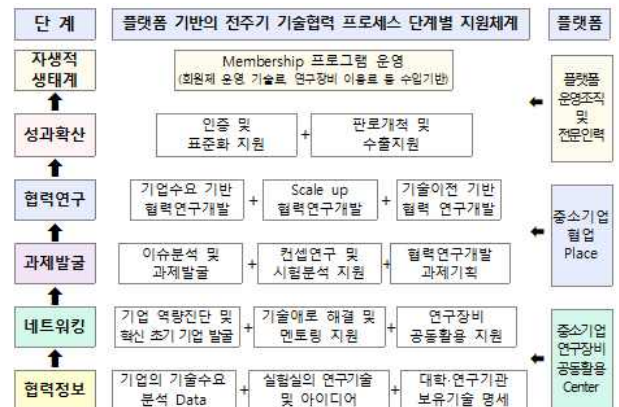 단 계
플랫폼 기반의 전주기 기술협력 프로세스 단계별 지원체계
플랫폼
자생적
생태계
Membership 프로그램 운영
(회원제 운영, 기술료, 연구장비 이용료 등 수입기반)
플랫폼
운영조직
및
전문인력
성과확산
인증 및
표준화 지원
+
판로개척 및
수출지원
협력연구
기업수요 기반
협력연구개발
+
Scale up
협력연구개발
+
기술이전 기반
협력 연구개발
중소기업
협업
Place
과제발굴
이슈분석 및
과제발굴
+
컨셉연구 및
시험분석 지원
+
협력연구개발
과제기획
네트워킹
기업 역량진단 및
혁신 초기 기업 발굴
+
기술애로 해결 및
멘토링 지원
+
연구장비
공동활용 지원
중소기업
연구장비
공동활용
Center
협력정보
기업의 기술수요
분석 Data
+
실험실의 연구기술
및 아이디어
+
대학·연구기관
보유기술 명세